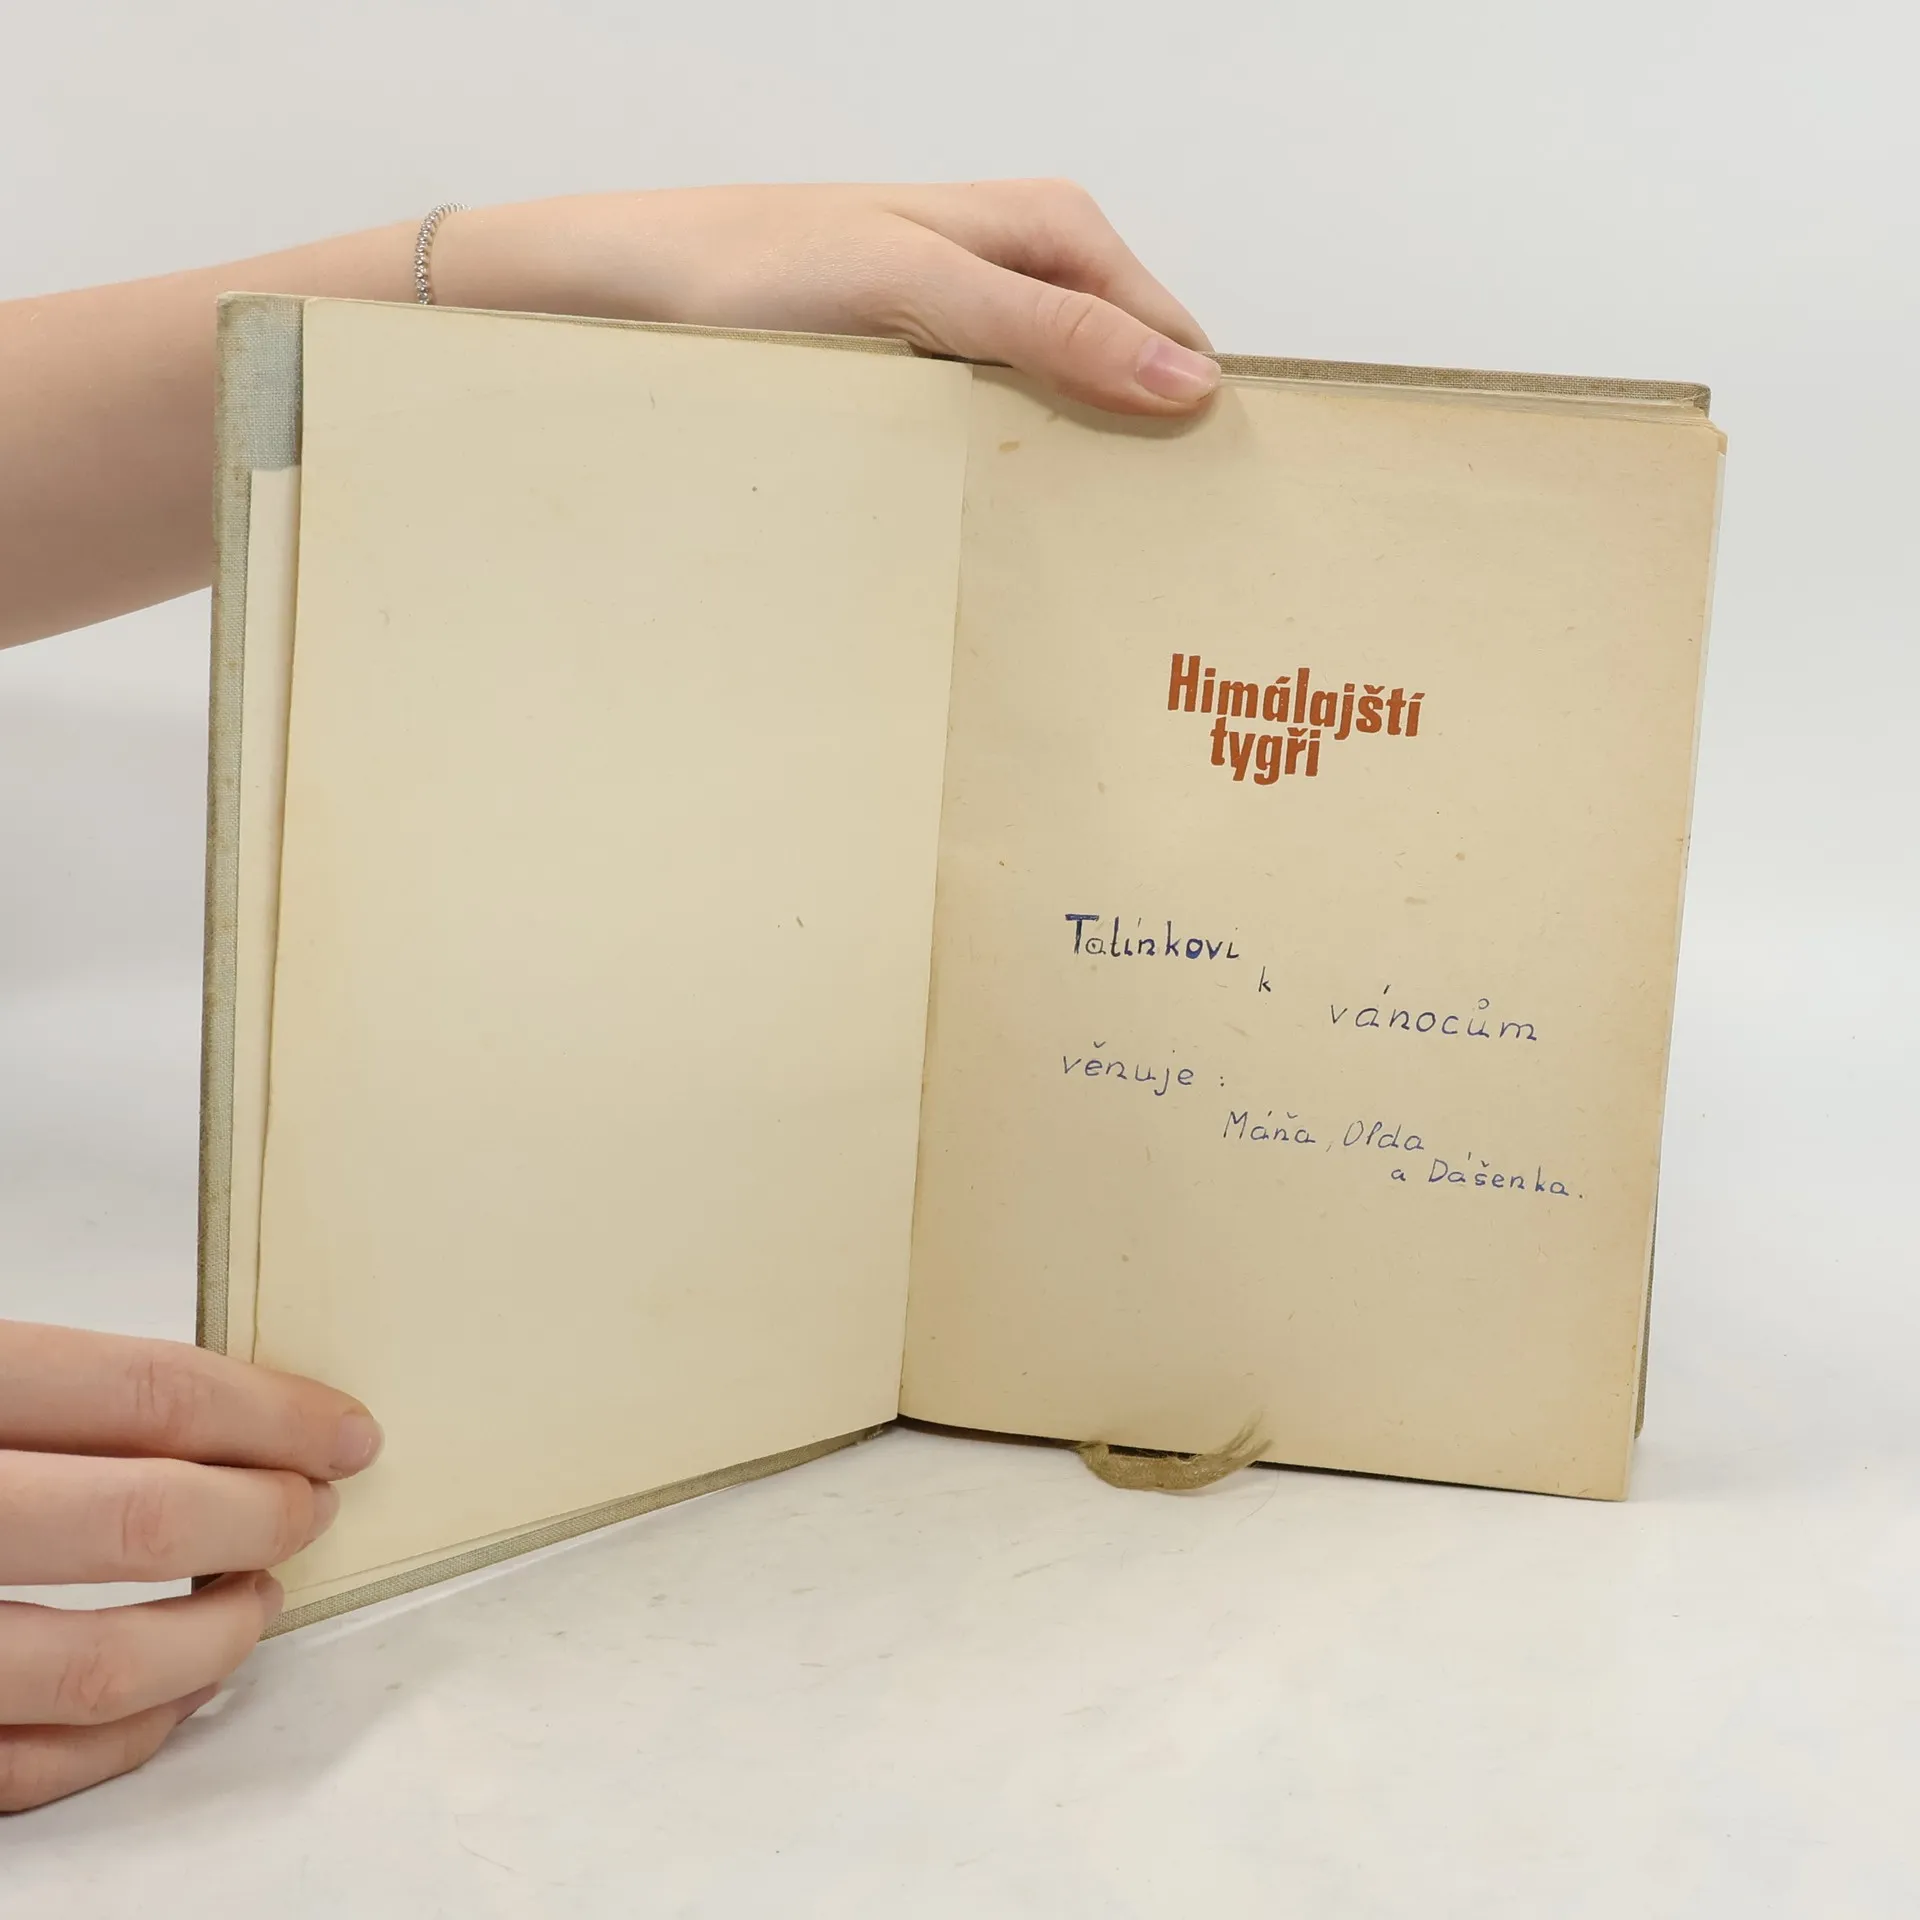 Himálajští
tygři
Talínkovi
k vánocům
věnuje :
Máňa, Olda
a Dášenka.